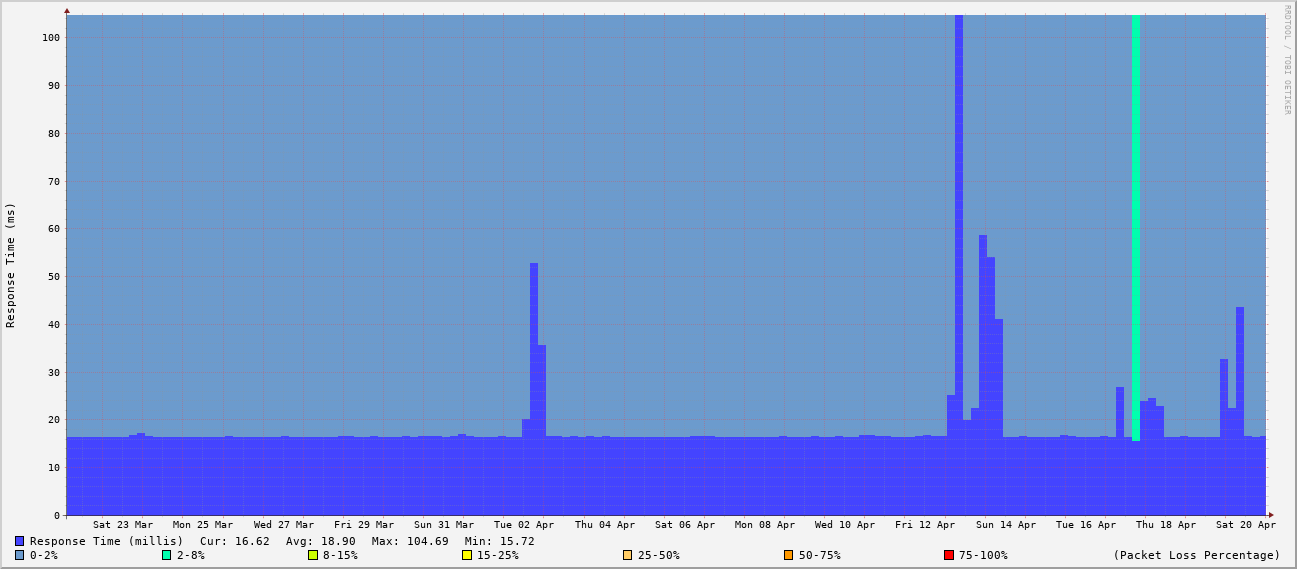 RRDTOOL / TOBI OETIKER
Response Time (ms)
100
90
80
70
60
50
40
30
20
10
0
Sat 23 Mar Mon 25 Mar Wed 27 Mar Fri 29 Mar Sun 31 Mar Tue 02 Apr Thu 04 Apr Sat 06 Apr Mon 08 Apr Wed 10 Apr Fri 12 Apr Sun 14 Apr Tue 16 Apr Thu 18 Apr Sat 20 Apr
Response Time (millis) Cur: 16.62 Avg: 18.90 Max: 104.69 Min: 15.72
0-2% 2-8% 8-15% 15-25% 25-50% 50-75% 75-100% (Packet Loss Percentage)